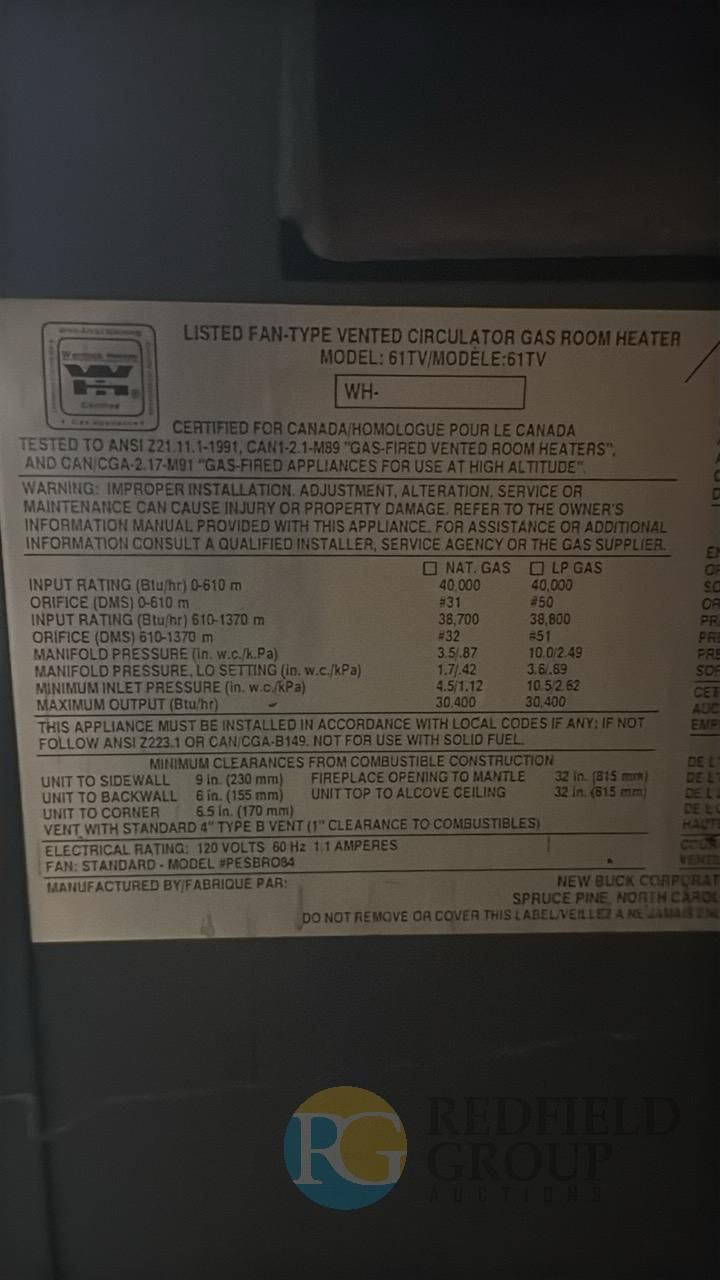 Warnock Hersey
WH®
Certified
LISTED FAN-TYPE VENTED CIRCULATOR GAS ROOM HEATER
MODEL: 61TV/MODÈLE:61TV
WH-
CERTIFIED FOR CANADA/HOMOLOGUE POUR LE CANADA
TESTED TO ANSI Z21.11.1-1991, CAN1-2.1-M89 "GAS-FIRED VENTED ROOM HEATERS",
AND CAN/CGA-2.17-M91 "GAS-FIRED APPLIANCES FOR USE AT HIGH ALTITUDE".
WARNING: IMPROPER INSTALLATION, ADJUSTMENT, ALTERATION, SERVICE OR
MAINTENANCE CAN CAUSE INJURY OR PROPERTY DAMAGE. REFER TO THE OWNER'S
INFORMATION MANUAL PROVIDED WITH THIS APPLIANCE. FOR ASSISTANCE OR ADDITIONAL
INFORMATION CONSULT A QUALIFIED INSTALLER, SERVICE AGENCY OR THE GAS SUPPLIER.
NAT. GAS LP GAS
INPUT RATING (Btu/hr) 0-610 m 40,000 40,000
ORIFICE (DMS) 0-610 m #31 #50
INPUT RATING (Btu/hr) 610-1370 m 38,700 38,800
ORIFICE (DMS) 610-1370 m #32 #51
MANIFOLD PRESSURE (in. w.c./k.Pa) 3.5/.87 10.0/2.49
MANIFOLD PRESSURE, LO SETTING (in. w.c./kPa) 1.7/.42 3.6/.89
MINIMUM INLET PRESSURE (in. w.c./kPa) 4.5/1.12 10.5/2.62
MAXIMUM OUTPUT (Btu/hr) 30,400 30,400
THIS APPLIANCE MUST BE INSTALLED IN ACCORDANCE WITH LOCAL CODES IF ANY; IF NOT
FOLLOW ANSI Z223.1 OR CAN/CGA-B149. NOT FOR USE WITH SOLID FUEL.
MINIMUM CLEARANCES FROM COMBUSTIBLE CONSTRUCTION
UNIT TO SIDEWALL 9 in. (230 mm) FIREPLACE OPENING TO MANTLE 32 in. (815 mm)
UNIT TO BACKWALL 6 in. (155 mm) UNIT TOP TO ALCOVE CEILING 32 in. (815 mm)
UNIT TO CORNER 6.5 in. (170 mm)
VENT WITH STANDARD 4" TYPE B VENT (1" CLEARANCE TO COMBUSTIBLES)
ELECTRICAL RATING: 120 VOLTS 60 Hz 1.1 AMPERES
FAN: STANDARD - MODEL #PESBRO84
MANUFACTURED BY/FABRIQUE PAR: NEW BUCK CORPORAT
SPRUCE PINE, NORTH CAROL
DO NOT REMOVE OR COVER THIS LABEL/VEILLEZ A NE JAMAIS ENL
RG REDFIELD
GROUP
AUCTIONS